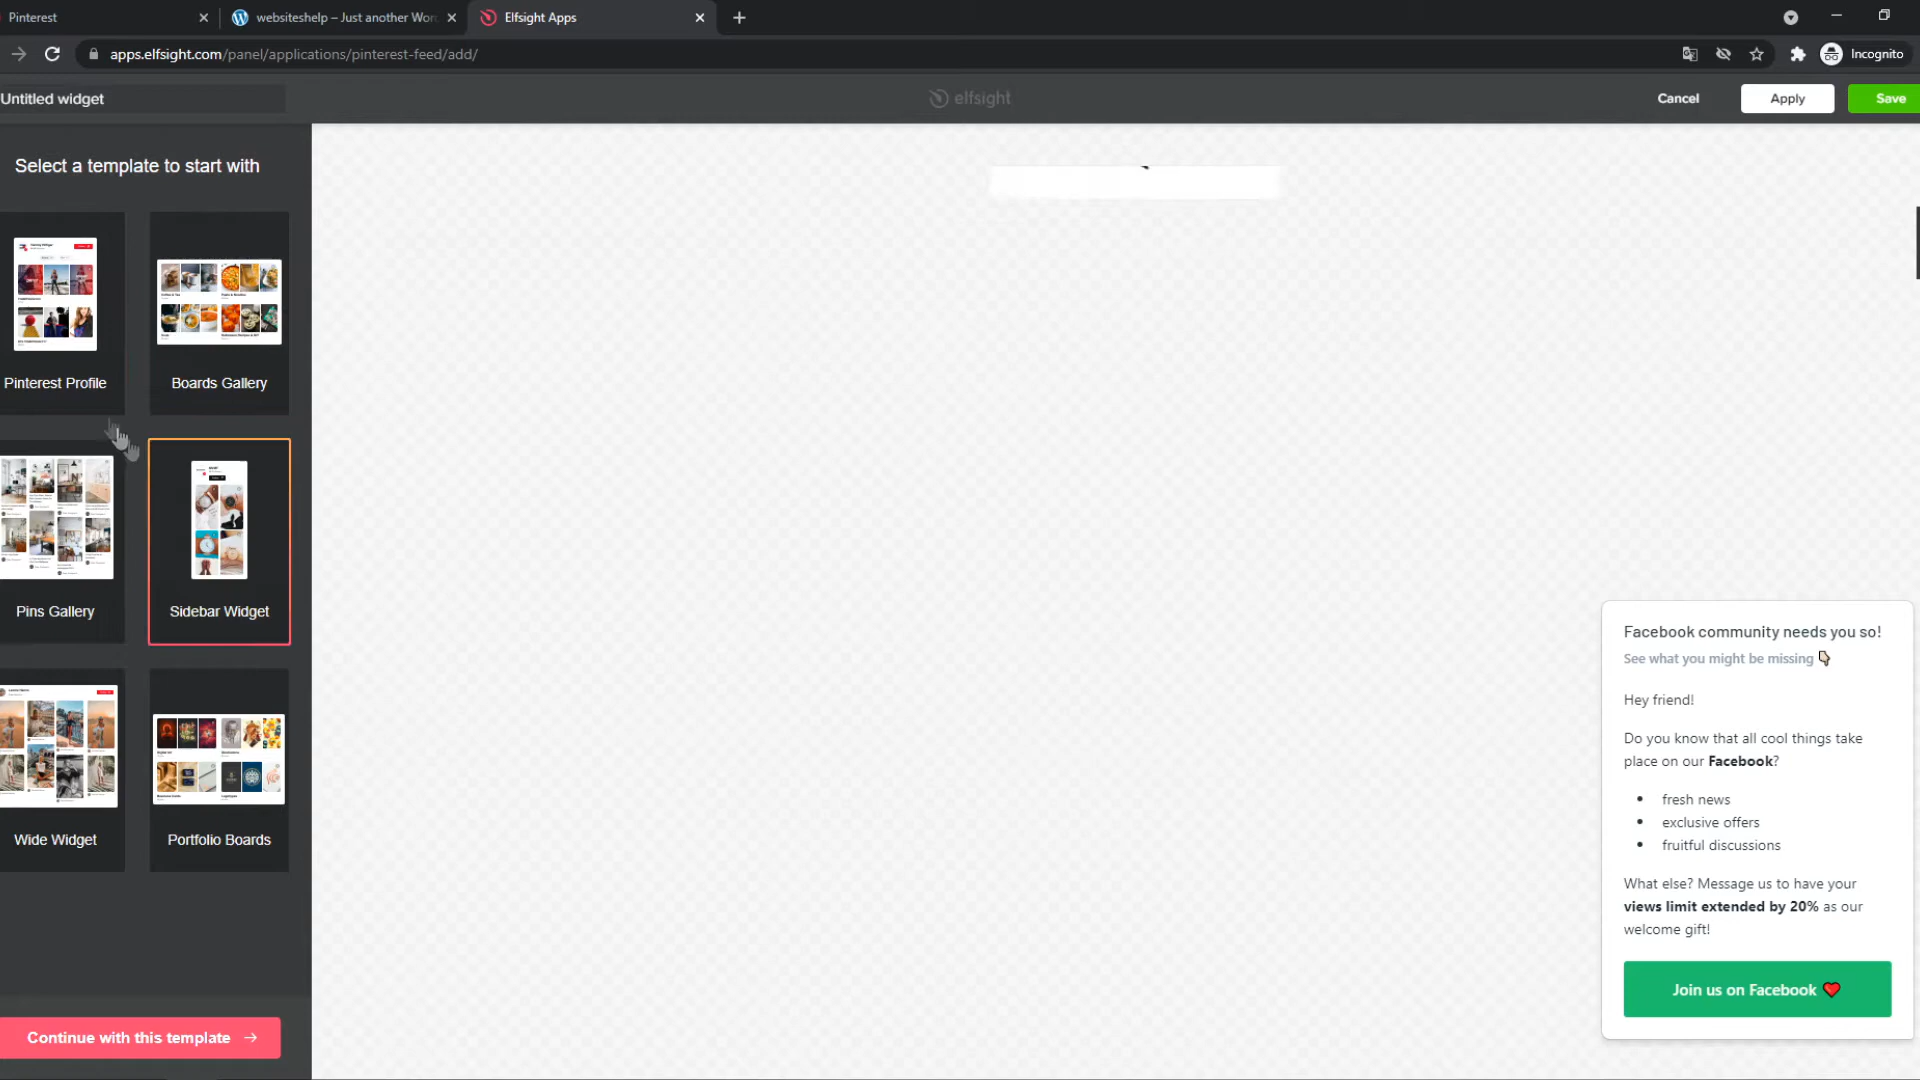 Pinterest
websiteshelp – Just another Wor
Elfsight Apps
apps.elfsight.com/panel/applications/pinterest-feed/add/
Incognito
Untitled widget
elfsight
Cancel
Apply
Save
Select a template to start with
Pinterest Profile
Boards Gallery
Pins Gallery
Sidebar Widget
Wide Widget
Portfolio Boards
Continue with this template →
Facebook community needs you so!
See what you might be missing 👇
Hey friend!
Do you know that all cool things take
place on our Facebook?
• fresh news
• exclusive offers
• fruitful discussions
What else? Message us to have your
views limit extended by 20% as our
welcome gift!
Join us on Facebook ❤